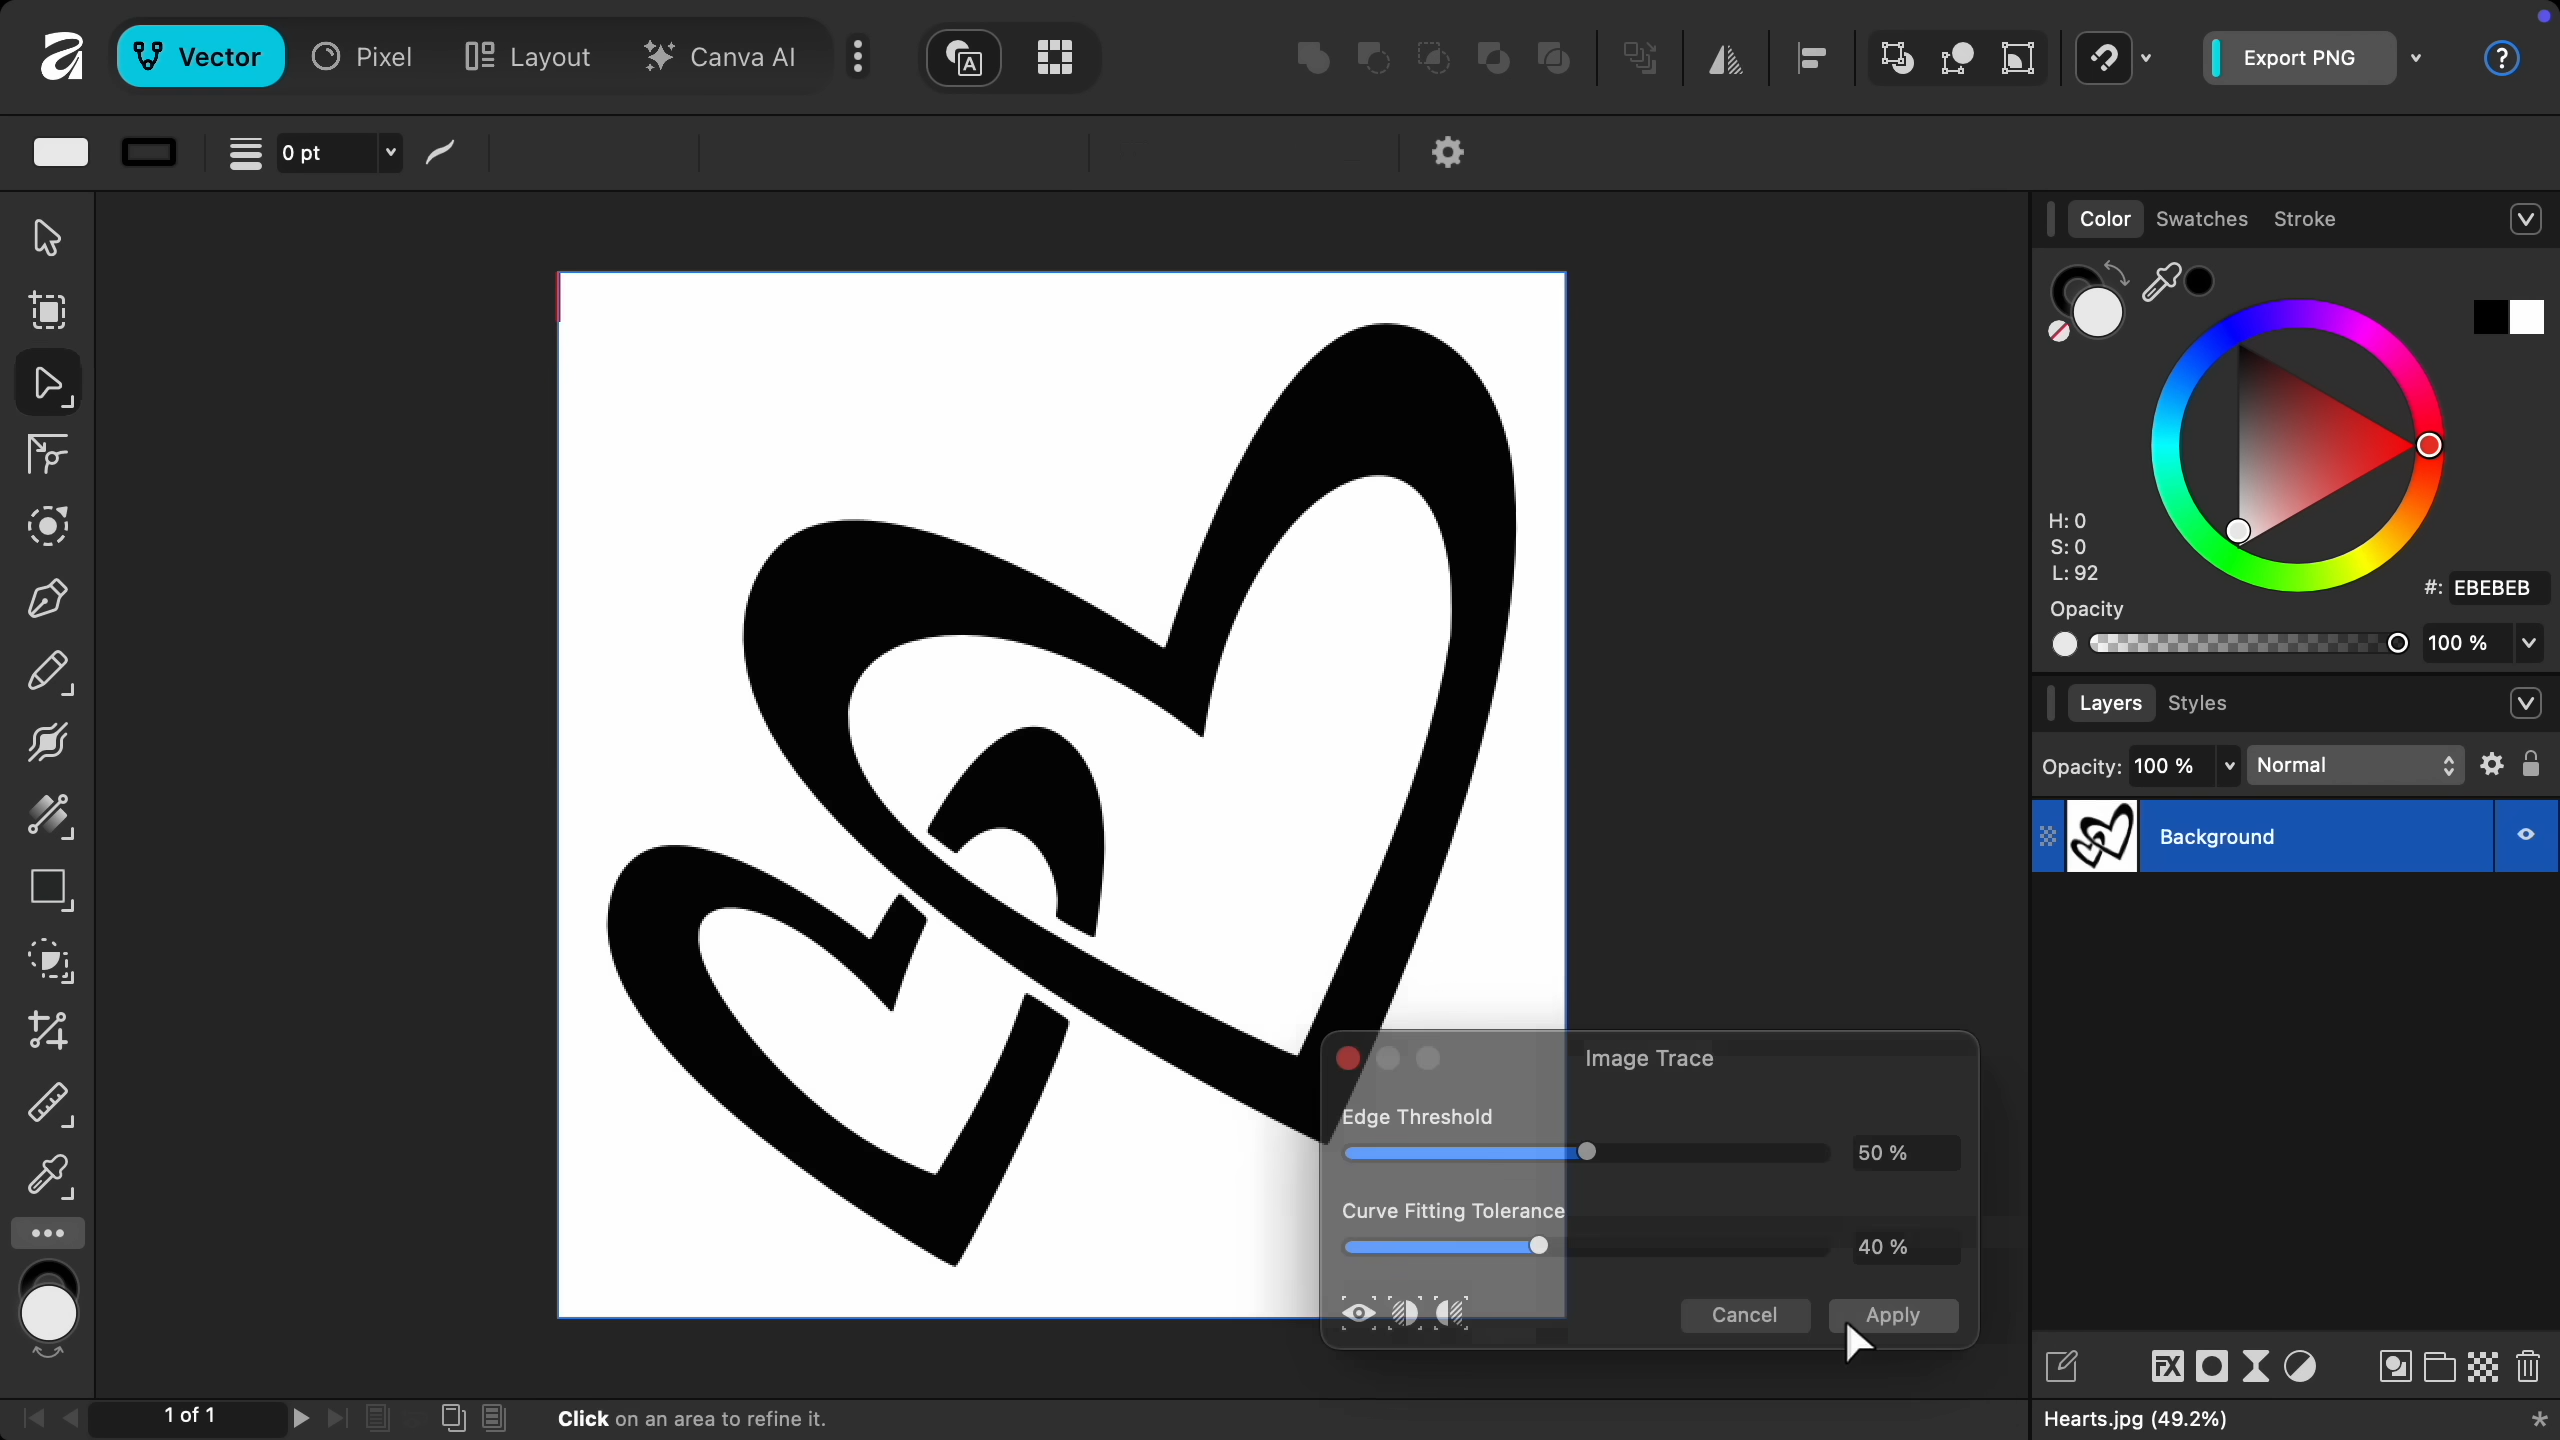 Vector
Pixel
Layout
Canva AI
A
Export PNG
?
0 pt
Color
Swatches
Stroke
H: 0
S: 0
L: 92
#: EBEBEB
Opacity
100 %
Layers
Styles
Opacity: 100 %
Normal
Background
Image Trace
Edge Threshold
50 %
Curve Fitting Tolerance
40 %
Cancel
Apply
FX
1 of 1
Click on an area to refine it.
Hearts.jpg (49.2%)
*